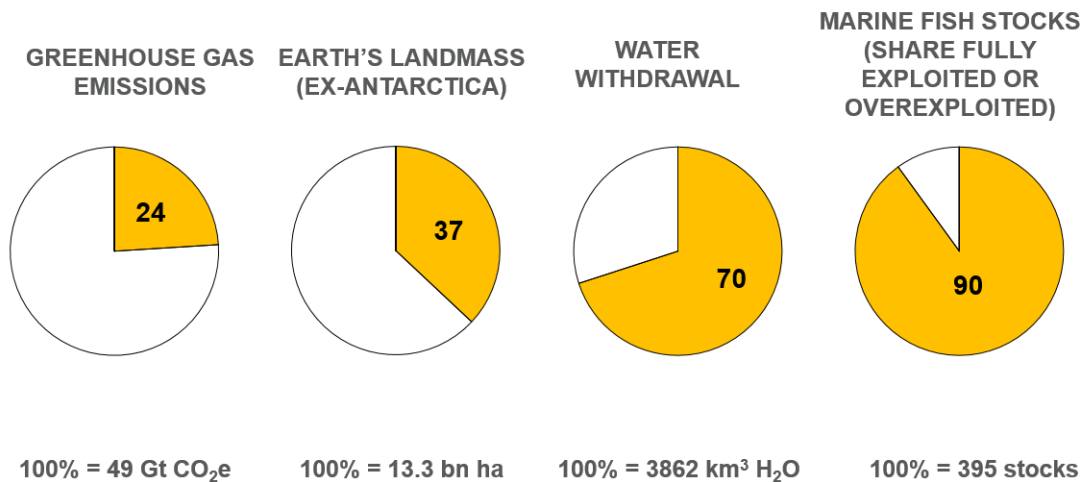 GREENHOUSE GAS
EMISSIONS
EARTH'S LANDMASS
(EX-ANTARCTICA)
WATER
WITHDRAWAL
MARINE FISH STOCKS
(SHARE FULLY
EXPLOITED OR
OVEREXPLOITED)
24
37
70
90
100% = 49 Gt CO₂e
100% = 13.3 bn ha
100% = 3862 km³ H₂O
100% = 395 stocks